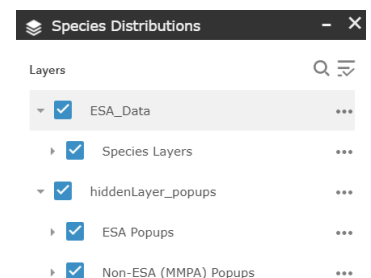 Species Distributions
Layers
ESA_Data
Species Layers
hiddenLayer_popups
ESA Popups
Non-ESA (MMPA) Popups